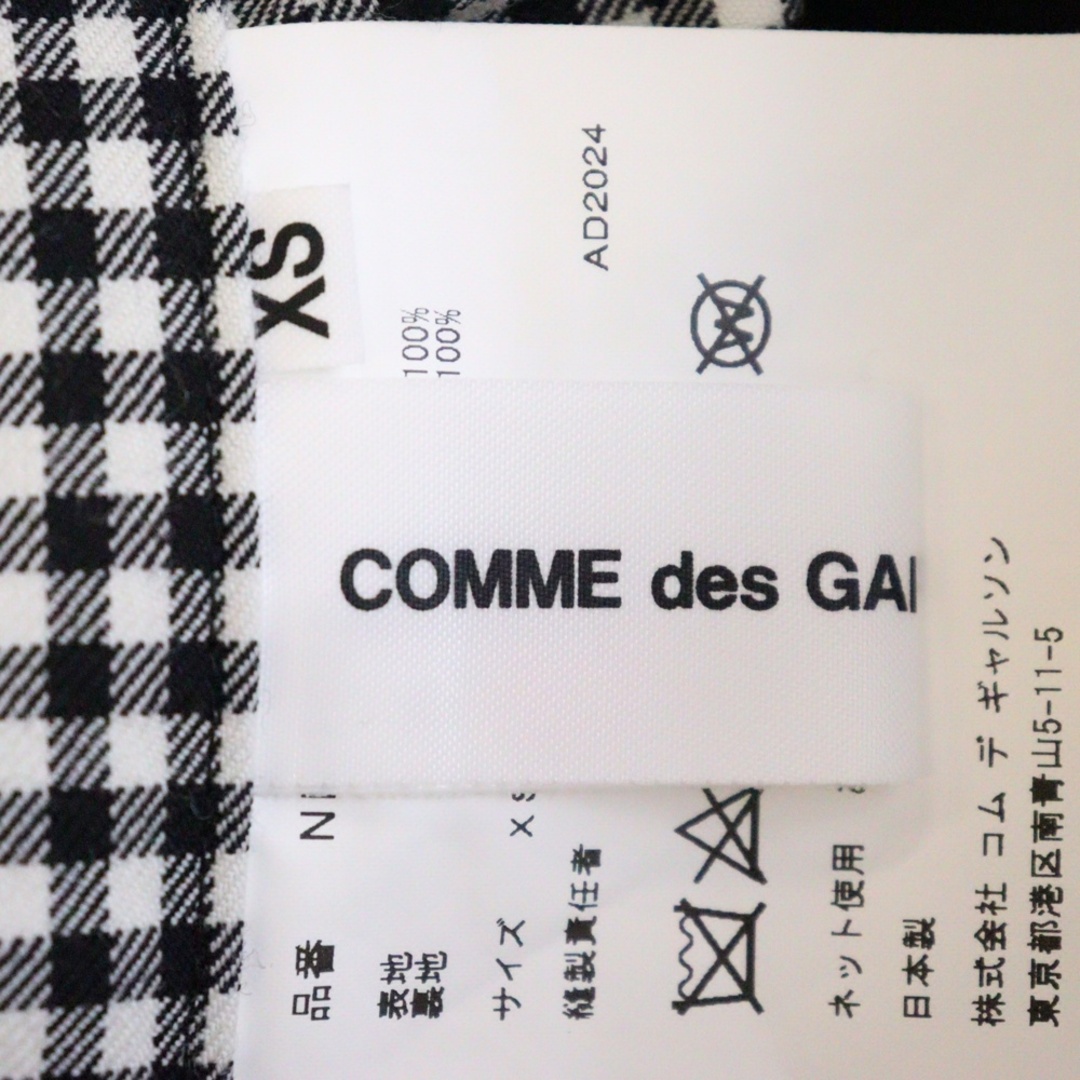 COMME des GA
XS
品番 N
表地 100%
裏地 100%
サイズ XS
縫製責任者 AD2024
W
ネット使用
日本製
株式会社 コム デ ギャルソン
東京都港区南青山5-11-5